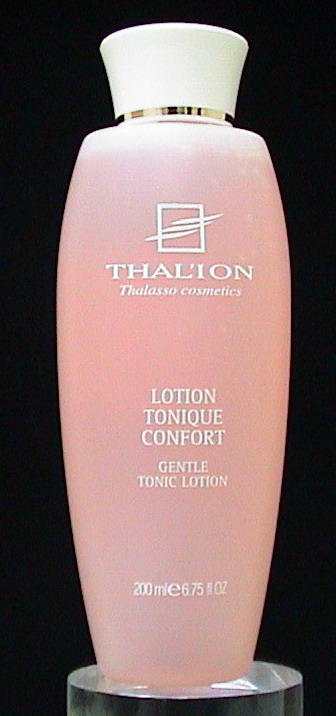 THAL'ION
Thalasso cosmetics
LOTION
TONIQUE
CONFORT
GENTLE
TONIC LOTION
200 ml e 6.75 fl OZ